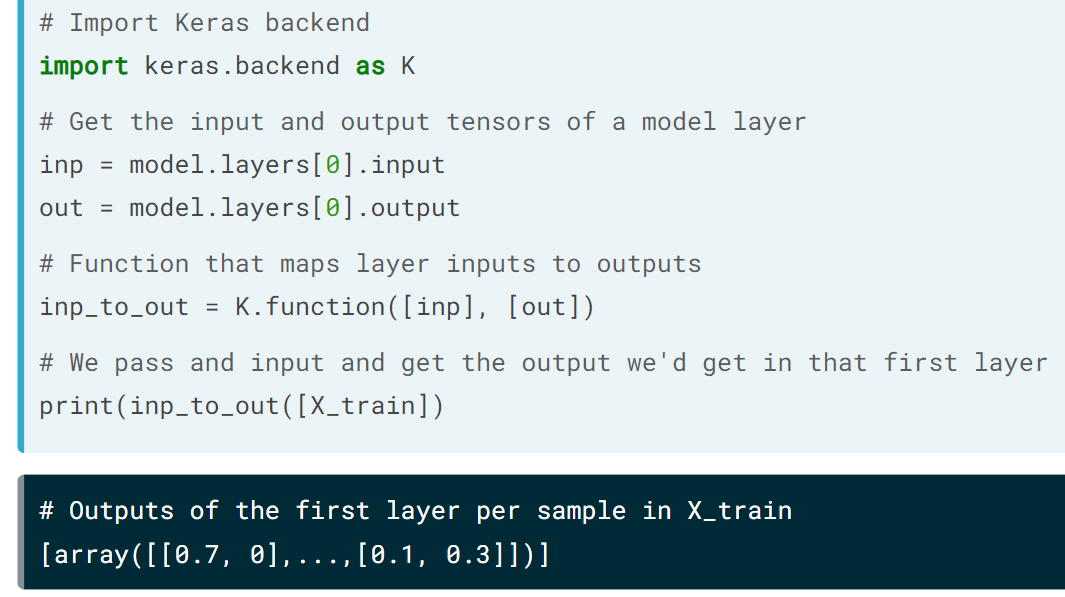 # Import Keras backend
import keras.backend as K
# Get the input and output tensors of a model layer
inp = model.layers[0].input
out = model.layers[0].output
# Function that maps layer inputs to outputs
inp_to_out = K.function([inp], [out])
# We pass and input and get the output we'd get in that first layer
print(inp_to_out([X_train])
# Outputs of the first layer per sample in X_train
[array([[0.7, 0],...,[0.1, 0.3]])]